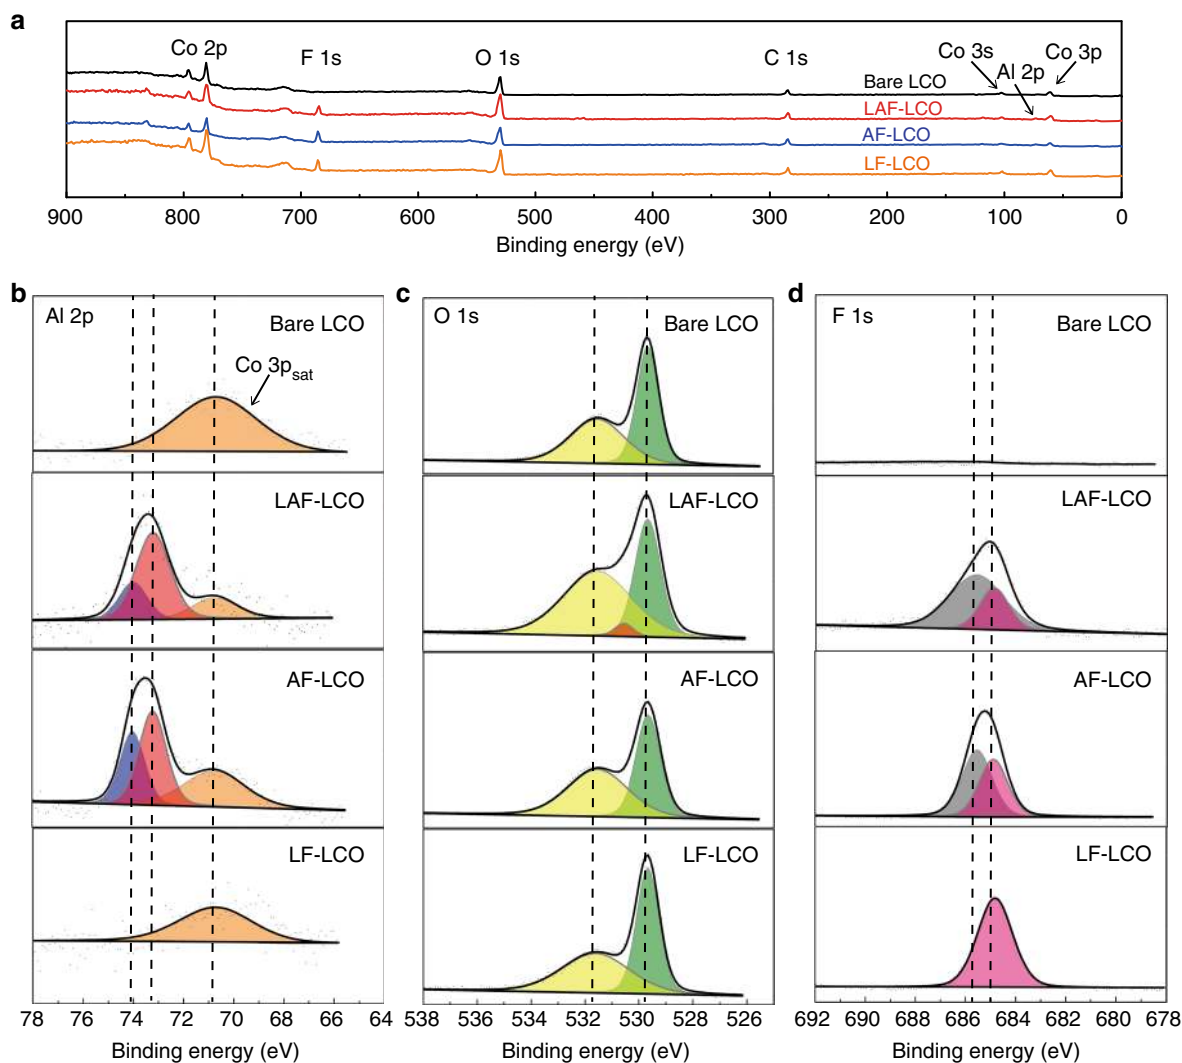 a
Co 2p
F 1s
O 1s
C 1s
Co 3s
Al 2p
Co 3p
Bare LCO
LAF-LCO
AF-LCO
LF-LCO
900 800 700 600 500 400 300 200 100 0
Binding energy (eV)
b
Al 2p
Bare LCO
Co 3p_sat
LAF-LCO
AF-LCO
LF-LCO
78 74 72 70 66 64
Binding energy (eV)
c
O 1s
Bare LCO
LAF-LCO
AF-LCO
LF-LCO
538 536 534 532 530 528 526
Binding energy (eV)
d
F 1s
Bare LCO
LAF-LCO
AF-LCO
LF-LCO
692 690 688 686 684 682 680 678
Binding energy (eV)